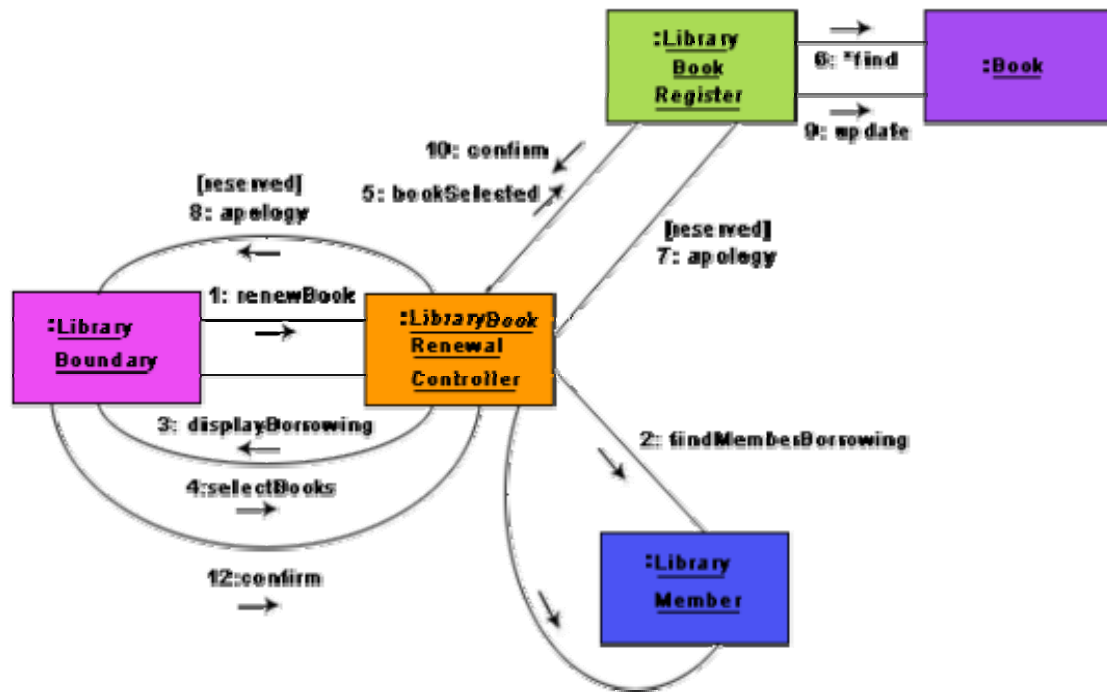 :Library
Book
Register
6: *find
:Book
9: update
10: confirm
5: bookSelected
[reserved]
8: apology
[reserved]
7: apology
1: renewBook
:Library
Boundary
:LibraryBook
Renewal
Controller
3: displayBorrowing
2: findMemberBorrowing
4:selectBooks
12:confirm
:Library
Member